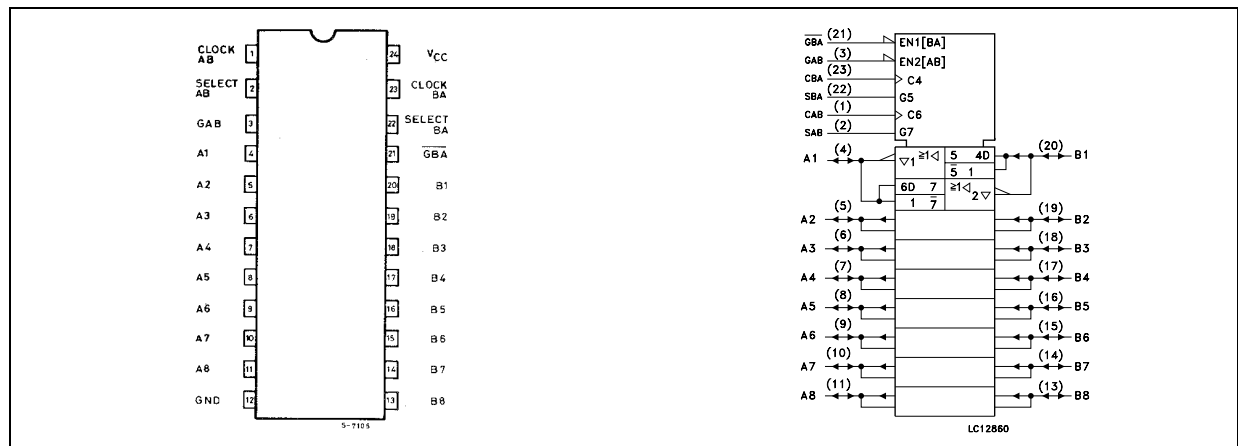 CLOCK AB 1
SELECT AB 2
GAB 3
A1 4
A2 5
A3 6
A4 7
A5 8
A6 9
A7 10
A8 11
GND 12
24 VCC
23 CLOCK BA
22 SELECT BA
21 GBA
20 B1
19 B2
18 B3
17 B4
16 B5
15 B6
14 B7
13 B8
S-7105
GBA (21) EN1[BA]
GAB (3) EN2[AB]
CBA (23) C4
SBA (22) G5
CAB (1) C6
SAB (2) G7
A1 (4) ▽1 ≥1◁ 5 4D (20) B1
5 1
6D 7 ≥1◁ 2▽
1 7
A2 (5) (19) B2
A3 (6) (18) B3
A4 (7) (17) B4
A5 (8) (16) B5
A6 (9) (15) B6
A7 (10) (14) B7
A8 (11) (13) B8
LC12860